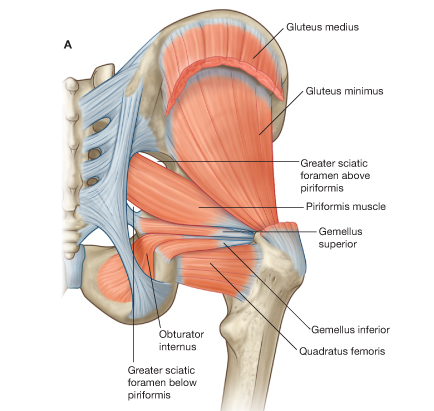 A
Gluteus medius
Gluteus minimus
Greater sciatic
foramen above
piriformis
Piriformis muscle
Gemellus
superior
Gemellus inferior
Quadratus femoris
Obturator
internus
Greater sciatic
foramen below
piriformis